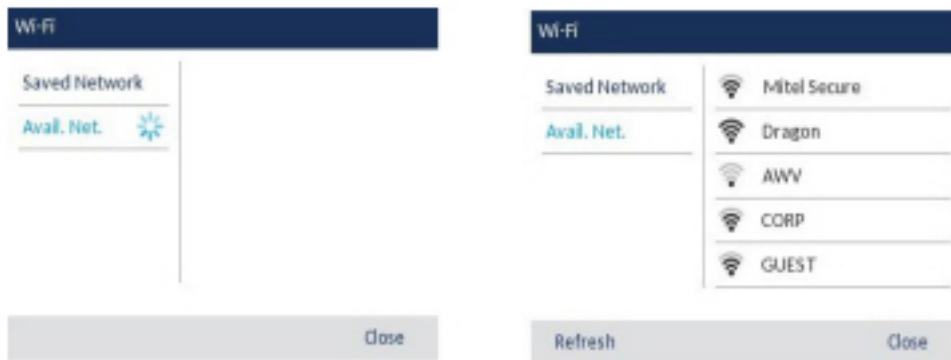 Wi-Fi
Saved Network
Avail. Net.
Close
Wi-Fi
Saved Network
Avail. Net.
Mitel Secure
Dragon
AWV
CORP
GUEST
Refresh
Close